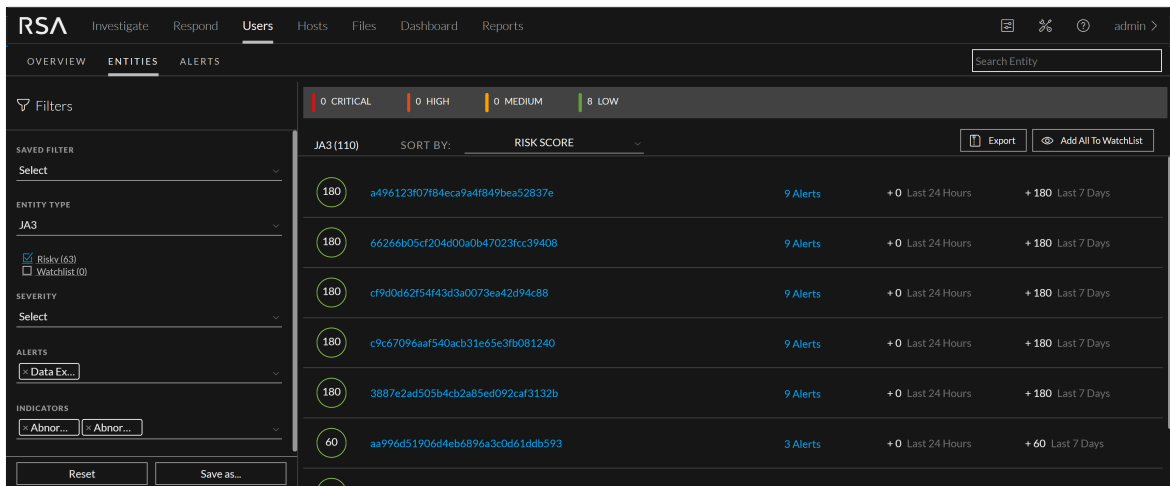 RSA Investigate Respond Users Hosts Files Dashboard Reports admin >
OVERVIEW ENTITIES ALERTS Search Entity
Filters
SAVED FILTER
Select
ENTITY TYPE
JA3
Risky (63)
Watchlist (0)
SEVERITY
Select
ALERTS
× Data Ex...
INDICATORS
× Abnor... × Abnor...
Reset Save as...
0 CRITICAL 0 HIGH 0 MEDIUM 8 LOW
JA3 (110) SORT BY: RISK SCORE Export Add All To WatchList
180 a496123f07f84eca9a4f849bea52837e 9 Alerts + 0 Last 24 Hours + 180 Last 7 Days
180 66266b05cf204d00a0b47023fcc39408 9 Alerts + 0 Last 24 Hours + 180 Last 7 Days
180 cf9d0d62f54f43d3a0073ea42d94c88 9 Alerts + 0 Last 24 Hours + 180 Last 7 Days
180 c9c67096aaf540acb31e65e3fb081240 9 Alerts + 0 Last 24 Hours + 180 Last 7 Days
180 3887e2ad505b4cb2a85ed092caf3132b 9 Alerts + 0 Last 24 Hours + 180 Last 7 Days
60 aa996d51906d4eb6896a3c0d61ddb593 3 Alerts + 0 Last 24 Hours + 60 Last 7 Days